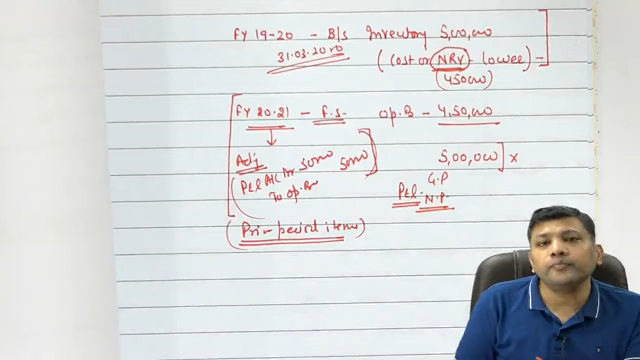 FY 19-20 - B/S Inventory 5,00,000
31.03.2020
(Cost or NRV - lower) -
(450000)
FY 20-21 - F.S. Op.B - 4,50,000
Adj 50000 5,00,000 x
(P&L A/c Dr 50000
To Op.
P&L G.P
N.P
(Prior period items)